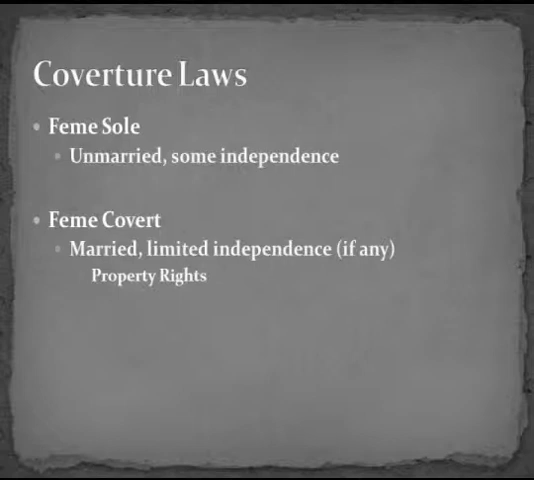 Coverture Laws
• Feme Sole
• Unmarried, some independence
• Feme Covert
• Married, limited independence (if any)
Property Rights